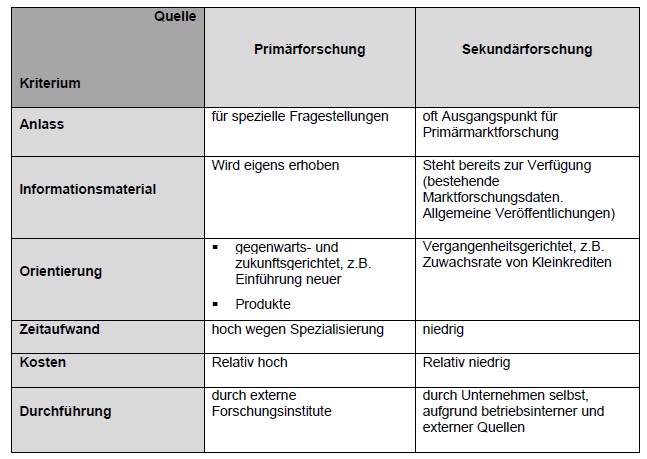 Quelle
Kriterium
Primärforschung
Sekundärforschung
Anlass
für spezielle Fragestellungen
oft Ausgangspunkt für
Primärmarktforschung
Informationsmaterial
Wird eigens erhoben
Steht bereits zur Verfügung
(bestehende
Marktforschungsdaten.
Allgemeine Veröffentlichungen)
Orientierung
▪ gegenwarts- und
zukunftsgerichtet, z.B.
Einführung neuer
▪ Produkte
Vergangenheitsgerichtet, z.B.
Zuwachsrate von Kleinkrediten
Zeitaufwand
hoch wegen Spezialisierung
niedrig
Kosten
Relativ hoch
Relativ niedrig
Durchführung
durch externe
Forschungsinstitute
durch Unternehmen selbst,
aufgrund betriebsinterner und
externer Quellen